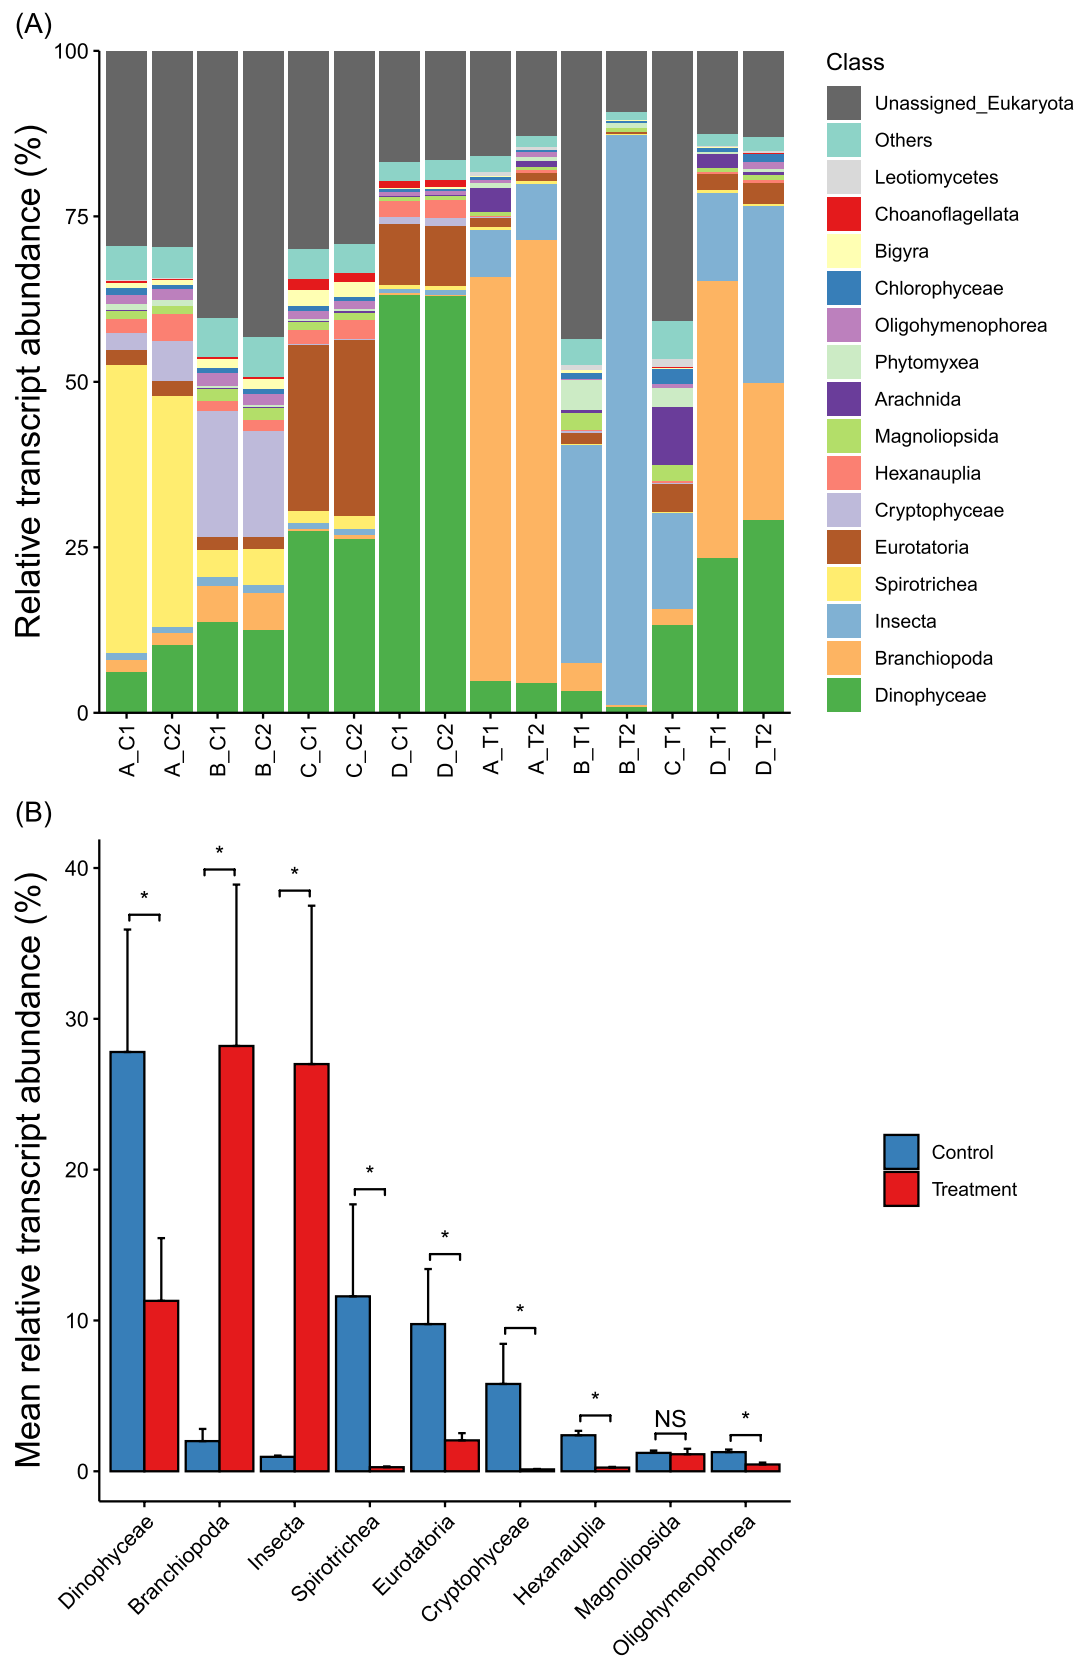 (A)
Relative transcript abundance (%)
100
75
50
25
0
A_C1
A_C2
B_C1
B_C2
C_C1
C_C2
D_C1
D_C2
A_T1
A_T2
B_T1
B_T2
C_T1
D_T1
D_T2
Class
Unassigned_Eukaryota
Others
Leotiomycetes
Choanoflagellata
Bigyra
Chlorophyceae
Oligohymenophorea
Phytomyxea
Arachnida
Magnoliopsida
Hexanauplia
Cryptophyceae
Eurotatoria
Spirotrichea
Insecta
Branchiopoda
Dinophyceae
(B)
Mean relative transcript abundance (%)
40
30
20
10
0
*
*
*
*
*
*
*
NS
*
Dinophyceae
Branchiopoda
Insecta
Spirotrichea
Eurotatoria
Cryptophyceae
Hexanauplia
Magnoliopsida
Oligohymenophorea
Control
Treatment